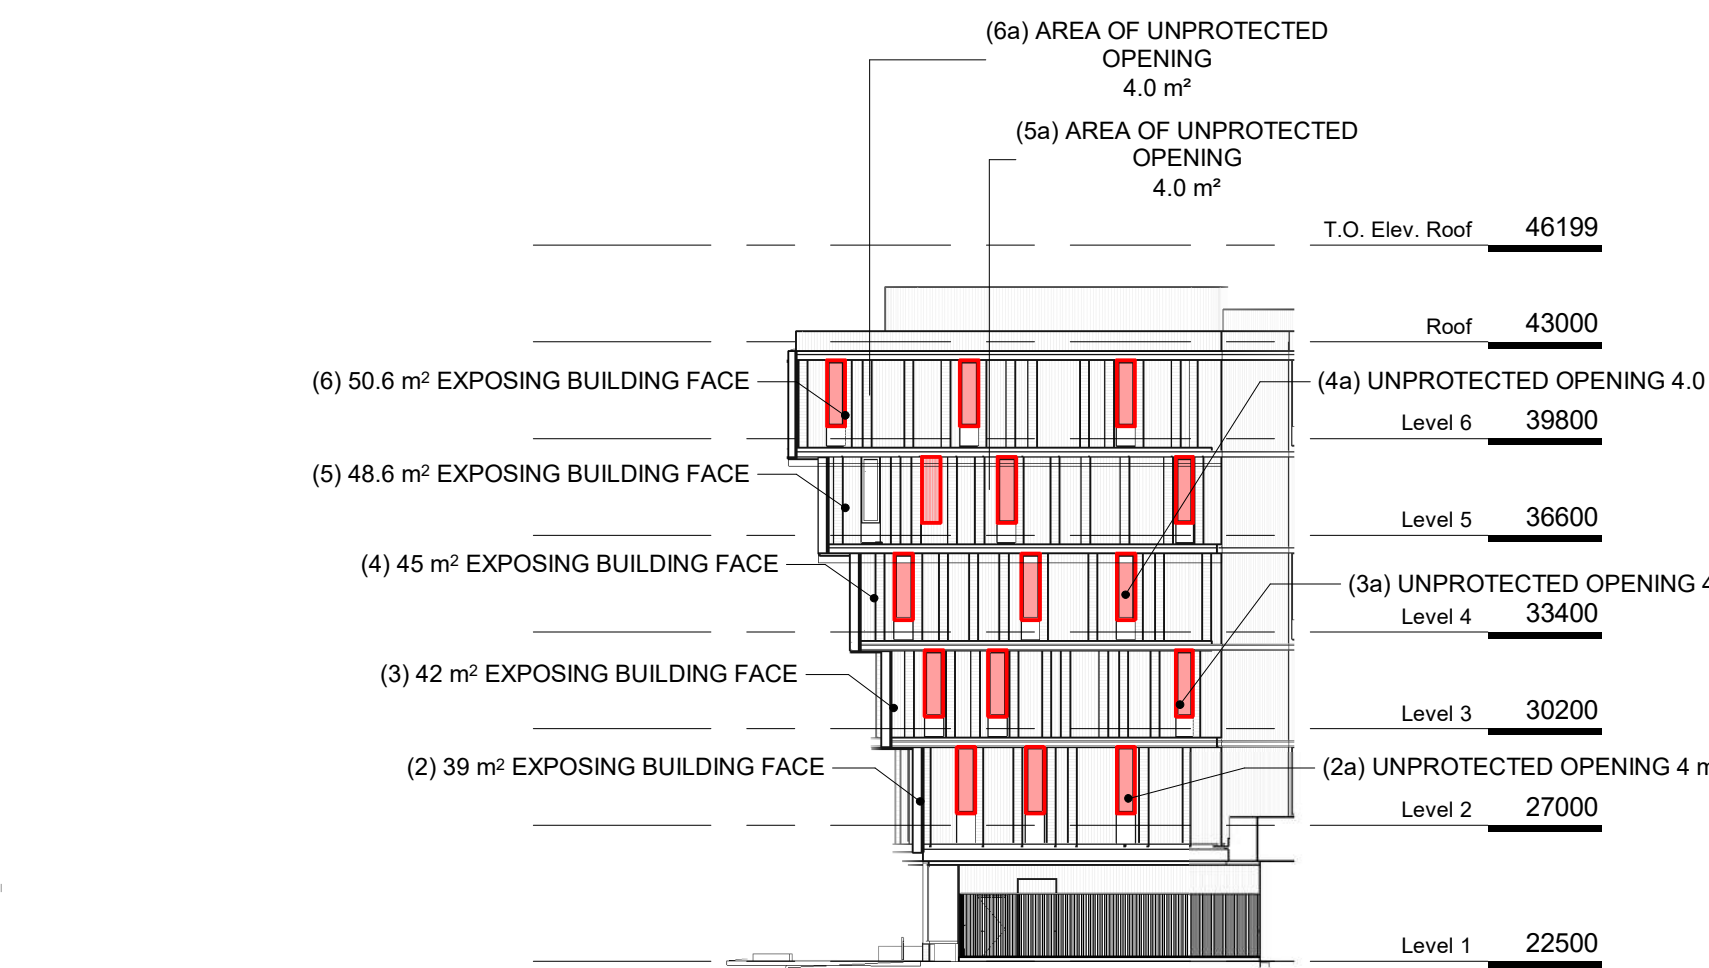 (6a) AREA OF UNPROTECTED
OPENING
4.0 m²
(5a) AREA OF UNPROTECTED
OPENING
4.0 m²
T.O. Elev. Roof 46199
Roof 43000
(6) 50.6 m² EXPOSING BUILDING FACE
(4a) UNPROTECTED OPENING 4.0
Level 6 39800
(5) 48.6 m² EXPOSING BUILDING FACE
Level 5 36600
(4) 45 m² EXPOSING BUILDING FACE
(3a) UNPROTECTED OPENING 4
Level 4 33400
(3) 42 m² EXPOSING BUILDING FACE
Level 3 30200
(2) 39 m² EXPOSING BUILDING FACE
(2a) UNPROTECTED OPENING 4 m
Level 2 27000
Level 1 22500